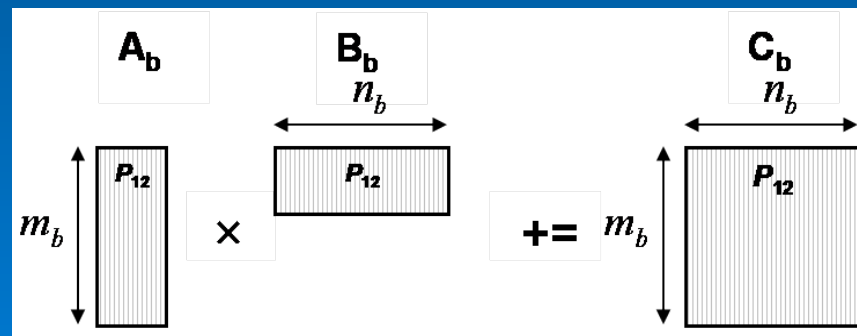 A_b B_b C_b
n_b n_b
P_12 P_12 P_12
m_b × += m_b